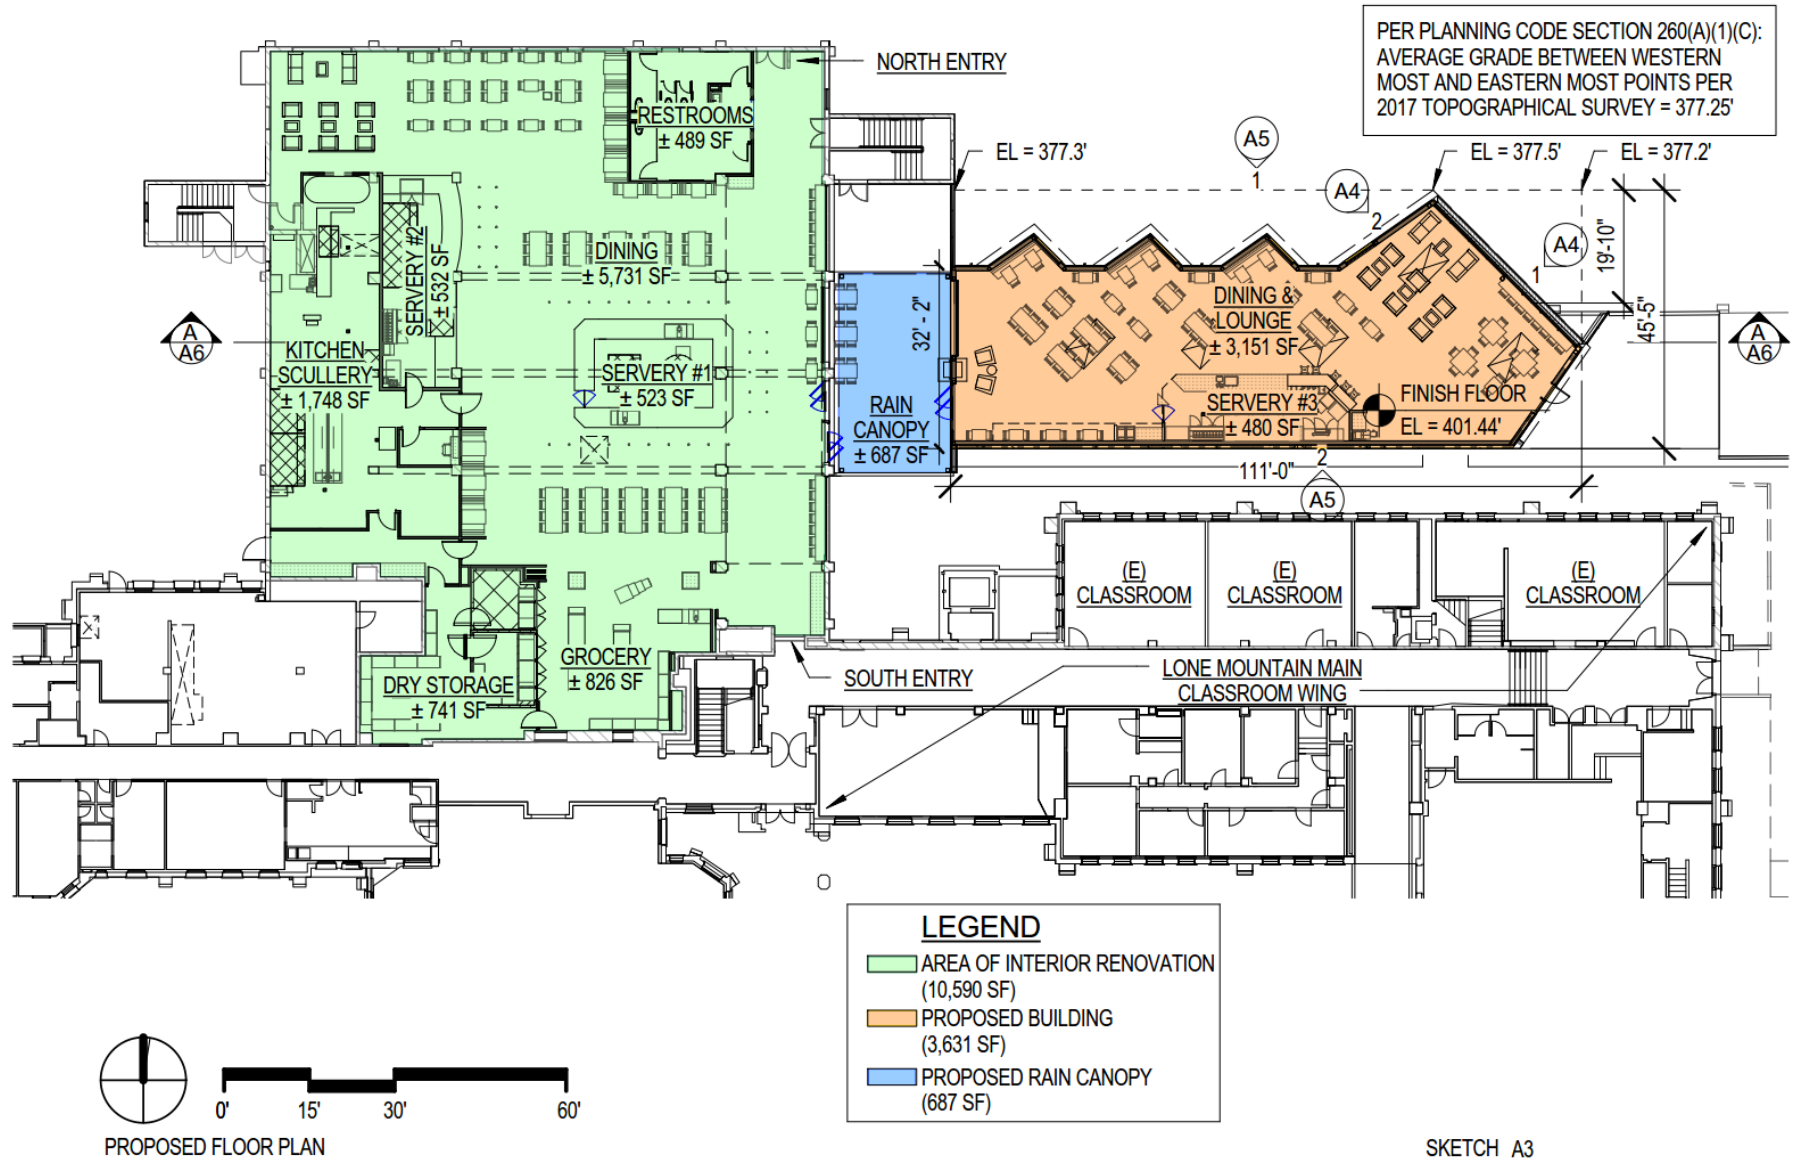 PER PLANNING CODE SECTION 260(A)(1)(C):
AVERAGE GRADE BETWEEN WESTERN
MOST AND EASTERN MOST POINTS PER
2017 TOPOGRAPHICAL SURVEY = 377.25'
NORTH ENTRY
RESTROOMS
± 489 SF
EL = 377.3'
A5
1
EL = 377.5'
EL = 377.2'
A4
2
A4
1
19'-10"
45'-5"
SERVERY #2
± 532 SF
DINING
± 5,731 SF
32' - 2"
DINING &
LOUNGE
± 3,151 SF
A
A6
A
A6
KITCHEN
SCULLERY
± 1,748 SF
SERVERY #1
± 523 SF
RAIN
CANOPY
± 687 SF
SERVERY #3
± 480 SF
FINISH FLOOR
EL = 401.44'
111'-0"
2
A5
(E)
CLASSROOM
(E)
CLASSROOM
(E)
CLASSROOM
GROCERY
± 826 SF
DRY STORAGE
± 741 SF
SOUTH ENTRY
LONE MOUNTAIN MAIN
CLASSROOM WING
LEGEND
AREA OF INTERIOR RENOVATION
(10,590 SF)
PROPOSED BUILDING
(3,631 SF)
PROPOSED RAIN CANOPY
(687 SF)
0' 15' 30' 60'
PROPOSED FLOOR PLAN
SKETCH A3